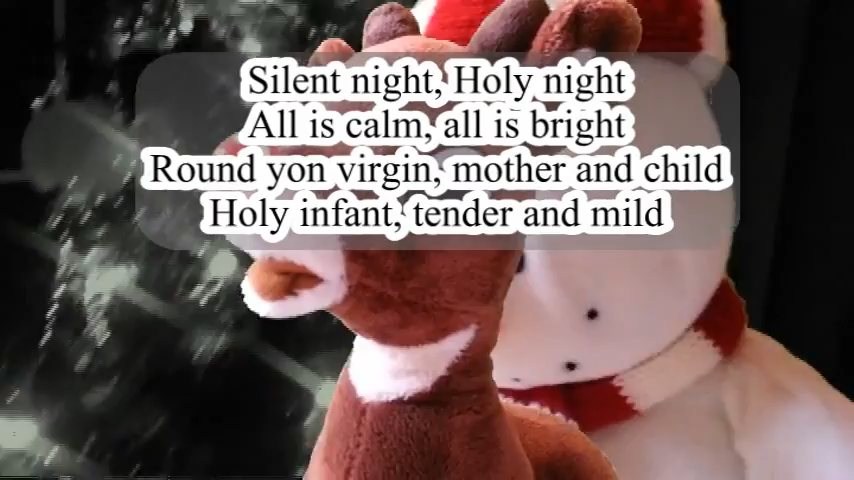 Silent night, Holy night
All is calm, all is bright
Round yon virgin, mother and child
Holy infant, tender and mild